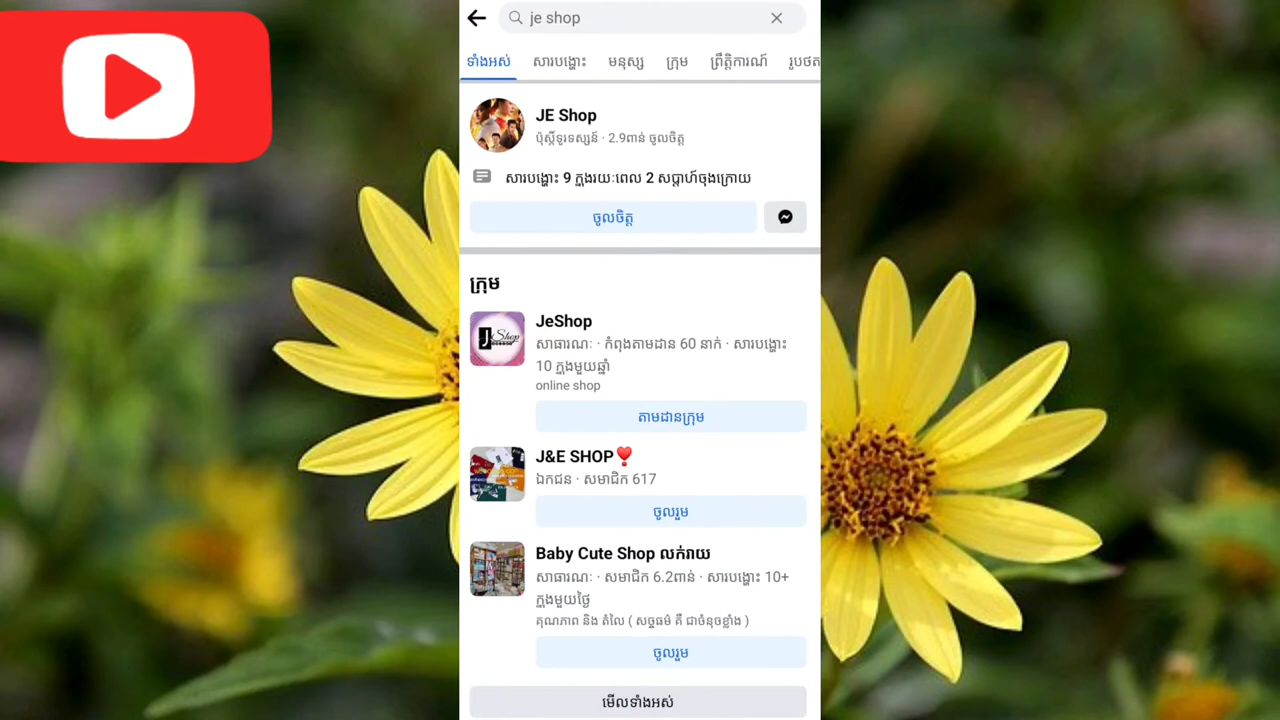 je shop
ទាំងអស់ សារបង្ហោះ មនុស្ស ក្រុម ព្រឹត្តិការណ៍ រូបថត
JE Shop
ប៉ុស្តិ៍ទូរទស្សន៍ · 2.9ពាន់ ចូលចិត្ត
សារបង្ហោះ 9 ក្នុងរយៈពេល 2 សប្ដាហ៍ចុងក្រោយ
ចូលចិត្ត
ក្រុម
JeShop
សាធារណៈ · កំពុងតាមដាន 60 នាក់ · សារបង្ហោះ
10 ក្នុងមួយឆ្នាំ
online shop
តាមដានក្រុម
J&E SHOP❣️
ឯកជន · សមាជិក 617
ចូលរួម
Baby Cute Shop លក់រាយ
សាធារណៈ · សមាជិក 6.2ពាន់ · សារបង្ហោះ 10+
ក្នុងមួយថ្ងៃ
គុណភាព និង តំលៃ ( សច្ចធម៌ គឺ ជាចំនុចខ្លាំង )
ចូលរួម
មើលទាំងអស់